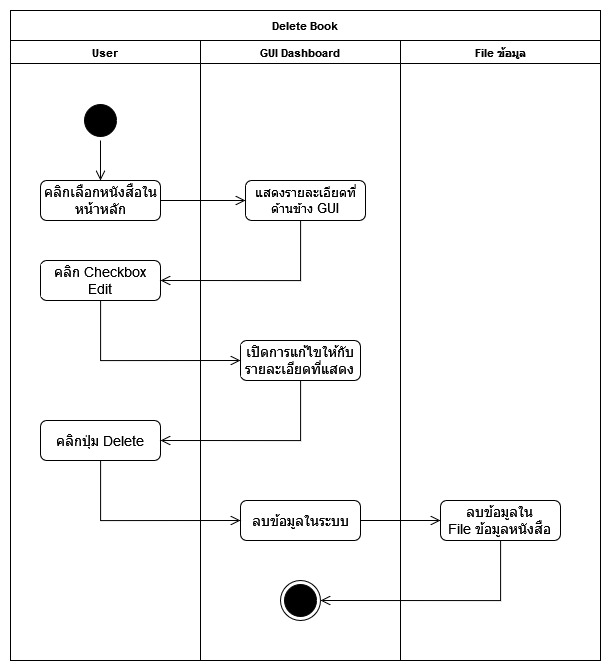 Delete Book
User
GUI Dashboard
File ข้อมูล
คลิกเลือกหนังสือใน
หน้าหลัก
แสดงรายละเอียดที่
ด้านข้าง GUI
คลิก Checkbox
Edit
เปิดการแก้ไขให้กับ
รายละเอียดที่แสดง
คลิกปุ่ม Delete
ลบข้อมูลในระบบ
ลบข้อมูลใน
File ข้อมูลหนังสือ